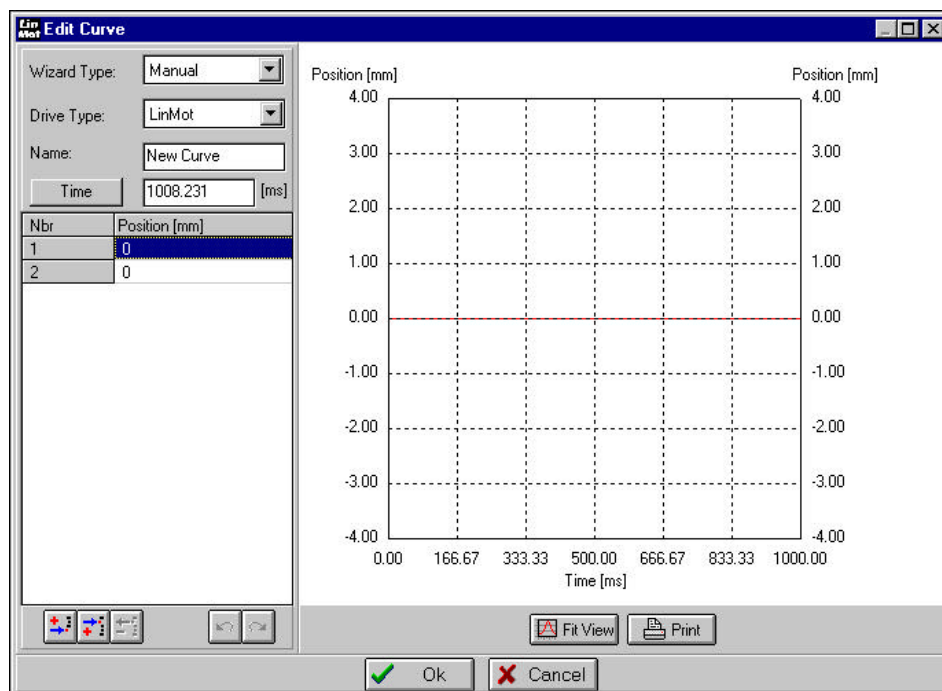 Lin Mot Edit Curve
Wizard Type: Manual
Drive Type: LinMot
Name: New Curve
Time 1008.231 [ms]
Nbr Position [mm]
1 0
2 0
Position [mm] Position [mm]
4.00 4.00
3.00 3.00
2.00 2.00
1.00 1.00
0.00 0.00
-1.00 -1.00
-2.00 -2.00
-3.00 -3.00
-4.00 -4.00
0.00 166.67 333.33 500.00 666.67 833.33 1000.00
Time [ms]
Fit View Print
Ok Cancel